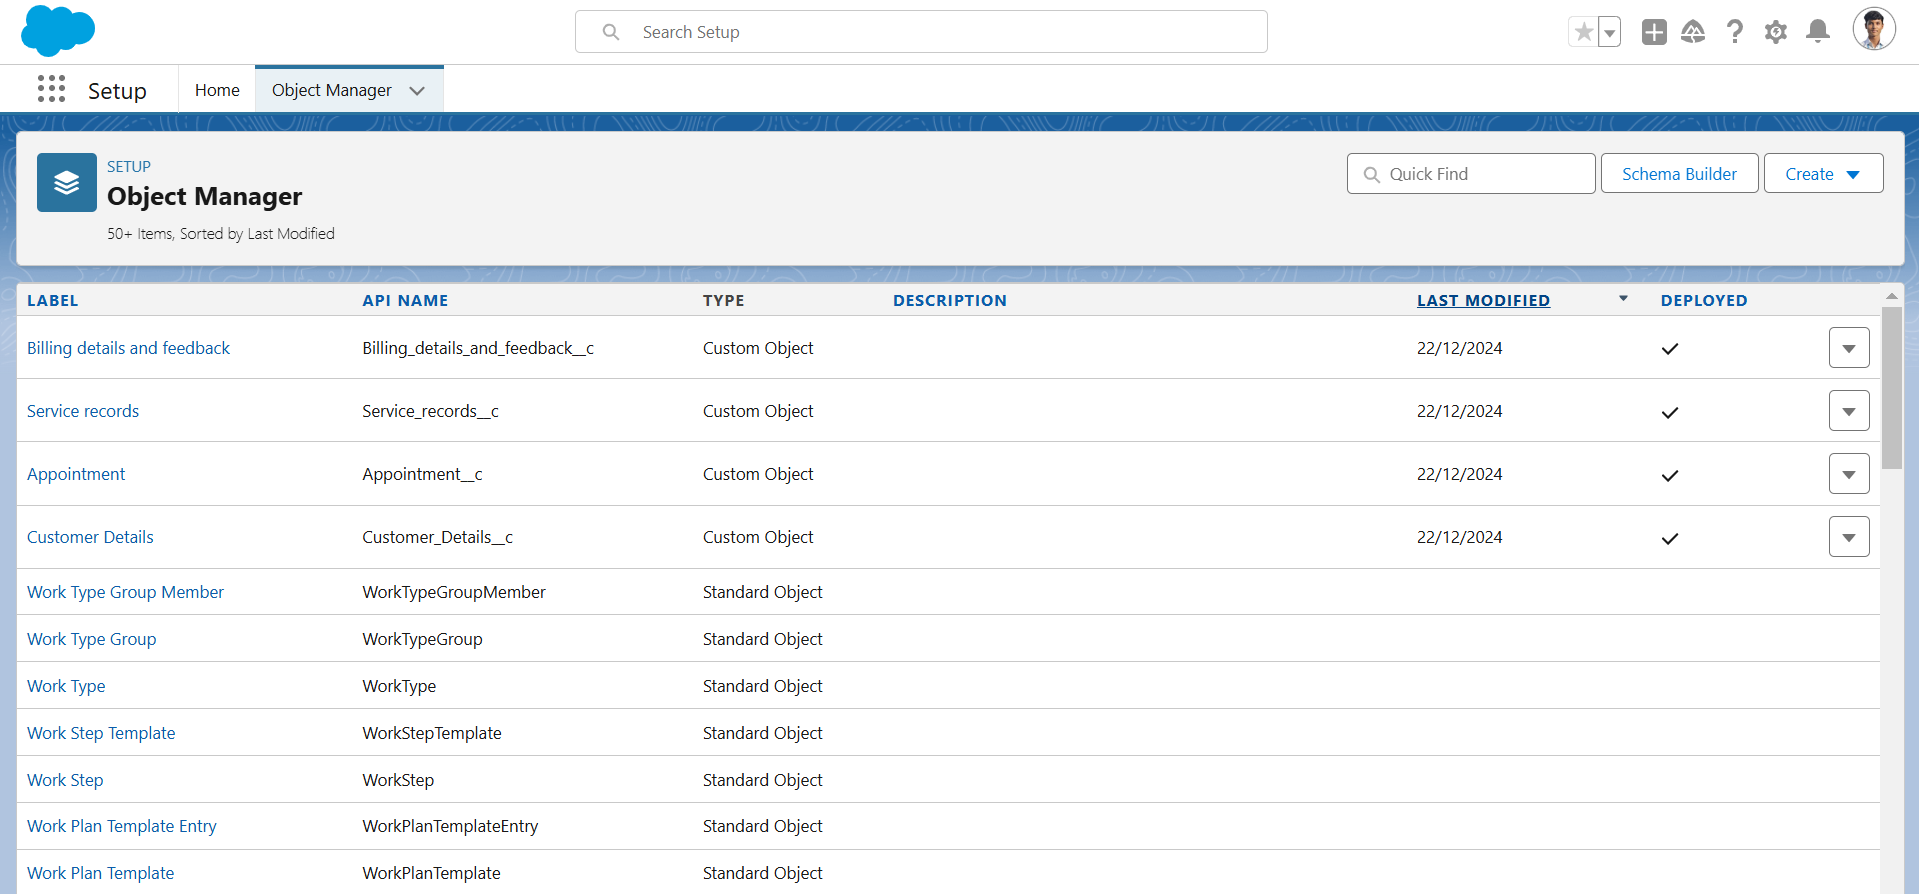 Search Setup
Setup Home Object Manager
SETUP
Object Manager
50+ Items, Sorted by Last Modified
Quick Find Schema Builder Create
LABEL API NAME TYPE DESCRIPTION LAST MODIFIED DEPLOYED
Billing details and feedback Billing_details_and_feedback__c Custom Object 22/12/2024
Service records Service_records__c Custom Object 22/12/2024
Appointment Appointment__c Custom Object 22/12/2024
Customer Details Customer_Details__c Custom Object 22/12/2024
Work Type Group Member WorkTypeGroupMember Standard Object
Work Type Group WorkTypeGroup Standard Object
Work Type WorkType Standard Object
Work Step Template WorkStepTemplate Standard Object
Work Step WorkStep Standard Object
Work Plan Template Entry WorkPlanTemplateEntry Standard Object
Work Plan Template WorkPlanTemplate Standard Object